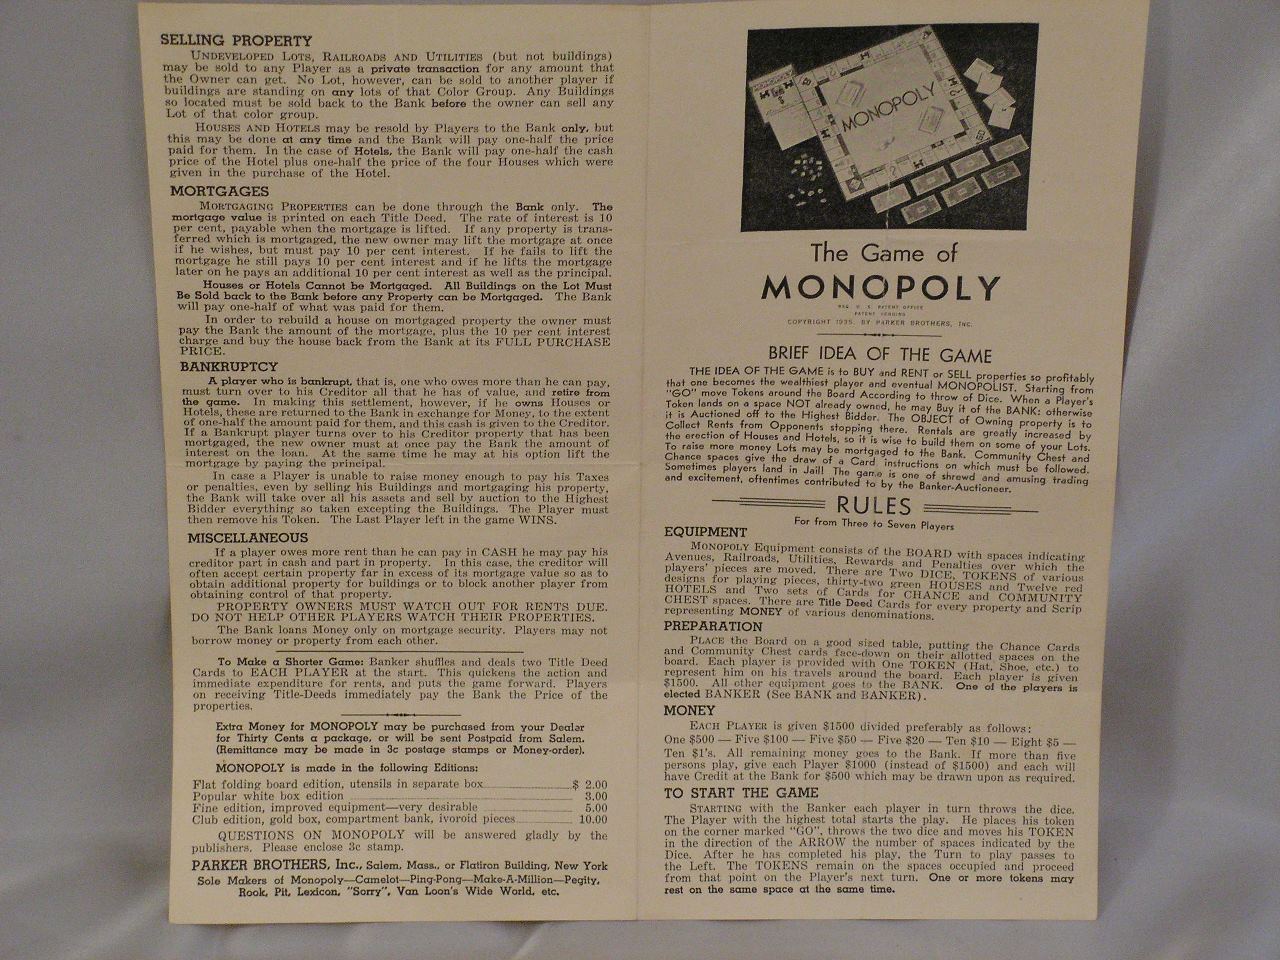 SELLING PROPERTY
UNDEVELOPED LOTS, RAILROADS AND UTILITIES (but not buildings)
may be sold to any Player as a private transaction for any amount that
the Owner can get. No Lot, however, can be sold to another player if
buildings are standing on any lots of that Color Group. Any Buildings
so located must be sold back to the Bank before the owner can sell any
Lot of that color group.
HOUSES AND HOTELS may be resold by Players to the Bank only, but
this may be done at any time and the Bank will pay one-half the price
paid for them. In the case of Hotels, the Bank will pay one-half the cash
price of the Hotel plus one-half the price of the four Houses which were
given in the purchase of the Hotel.
MORTGAGES
MORTGAGING PROPERTIES can be done through the Bank only. The
mortgage value is printed on each Title Deed. The rate of interest is 10
per cent, payable when the mortgage is lifted. If any property is trans-
ferred which is mortgaged, the new owner may lift the mortgage at once
if he wishes, but must pay 10 per cent interest. If he fails to lift the
mortgage he still pays 10 per cent interest and if he lifts the mortgage
later on he pays an additional 10 per cent interest as well as the principal.
Houses or Hotels Cannot be Mortgaged. All Buildings on the Lot Must
Be Sold back to the Bank before any Property can be Mortgaged. The Bank
will pay one-half of what was paid for them.
In order to rebuild a house on mortgaged property the owner must
pay the Bank the amount of the mortgage, plus the 10 per cent interest
charge and buy the house back from the Bank at its FULL PURCHASE
PRICE.
BANKRUPTCY
A player who is bankrupt, that is, one who owes more than he can pay,
must turn over to his Creditor all that he has of value, and retire from
the game. In making this settlement, however, if he owns Houses or
Hotels, these are returned to the Bank in exchange for Money, to the extent
of one-half the amount paid for them, and this cash is given to the Creditor.
If a Bankrupt player turns over to his Creditor property that has been
mortgaged, the new owner must at once pay the Bank the amount of
interest on the loan. At the same time he may at his option lift the
mortgage by paying the principal.
In case a Player is unable to raise money enough to pay his Taxes
or penalties, even by selling his Buildings and mortgaging his property,
the Bank will take over all his assets and sell by auction to the Highest
Bidder everything so taken excepting the Buildings. The Player must
then remove his Token. The Last Player left in the game WINS.
MISCELLANEOUS
If a player owes more rent than he can pay in CASH he may pay his
creditor part in cash and part in property. In this case, the creditor will
often accept certain property far in excess of its mortgage value so as to
obtain additional property for buildings or to block another player from
obtaining control of that property.
PROPERTY OWNERS MUST WATCH OUT FOR RENTS DUE.
DO NOT HELP OTHER PLAYERS WATCH THEIR PROPERTIES.
The Bank loans Money only on mortgage security. Players may not
borrow money or property from each other.
To Make a Shorter Game: Banker shuffles and deals two Title Deed
Cards to EACH PLAYER at the start. This quickens the action and
immediate expenditure for rents, and puts the game forward. Players
on receiving Title-Deeds immediately pay the Bank the Price of the
properties.
Extra Money for MONOPOLY may be purchased from your Dealer
for Thirty Cents a package, or will be sent Postpaid from Salem.
(Remittance may be made in 3c postage stamps or Money-order).
MONOPOLY is made in the following Editions:
Flat folding board edition, utensils in separate box $ 2.00
Popular white box edition 3.00
Fine edition, improved equipment—very desirable 5.00
Club edition, gold box, compartment bank, ivoroid pieces 10.00
QUESTIONS ON MONOPOLY will be answered gladly by the
publishers. Please enclose 3c stamp.
PARKER BROTHERS, Inc., Salem, Mass., or Flatiron Building, New York
Sole Makers of Monopoly—Camelot—Ping-Pong—Make-A-Million—Pegity,
Rook, Pit, Lexicon, "Sorry", Van Loon's Wide World, etc.
MONOPOLY
The Game of
MONOPOLY
REG. U. S. PATENT OFFICE
PATENT PENDING
COPYRIGHT 1935, BY PARKER BROTHERS, INC.
BRIEF IDEA OF THE GAME
THE IDEA OF THE GAME is to BUY and RENT or SELL properties so profitably
that one becomes the wealthiest player and eventual MONOPOLIST. Starting from
"GO" move Tokens around the Board According to throw of Dice. When a Player's
Token lands on a space NOT already owned, he may Buy it of the BANK: otherwise
it is Auctioned off to the Highest Bidder. The OBJECT of Owning property is to
Collect Rents from Opponents stopping there. Rentals are greatly increased by
the erection of Houses and Hotels, so it is wise to build them on some of your Lots.
To raise more money Lots may be mortgaged to the Bank. Community Chest and
Chance spaces give the draw of a Card, instructions on which must be followed.
Sometimes players land in Jail! The game is one of shrewd and amusing trading
and excitement, oftentimes contributed to by the Banker-Auctioneer.
RULES
For from Three to Seven Players
EQUIPMENT
MONOPOLY Equipment consists of the BOARD with spaces indicating
Avenues, Railroads, Utilities, Rewards and Penalties over which the
players' pieces are moved. There are Two DICE, TOKENS of various
designs for playing pieces, thirty-two green HOUSES and Twelve red
HOTELS and Two sets of Cards for CHANCE and COMMUNITY
CHEST spaces. There are Title Deed Cards for every property and Scrip
representing MONEY of various denominations.
PREPARATION
PLACE the Board on a good sized table, putting the Chance Cards
and Community Chest cards face-down on their allotted spaces on the
board. Each player is provided with One TOKEN (Hat, Shoe, etc.) to
represent him on his travels around the board. Each player is given
$1500. All other equipment goes to the BANK. One of the players is
elected BANKER (See BANK and BANKER).
MONEY
EACH PLAYER is given $1500 divided preferably as follows:
One $500 — Five $100 — Five $50 — Five $20 — Ten $10 — Eight $5 —
Ten $1's. All remaining money goes to the Bank. If more than five
persons play, give each Player $1000 (instead of $1500) and each will
have Credit at the Bank for $500 which may be drawn upon as required.
TO START THE GAME
STARTING with the Banker each player in turn throws the dice.
The Player with the highest total starts the play. He places his token
on the corner marked "GO", throws the two dice and moves his TOKEN
in the direction of the ARROW the number of spaces indicated by the
Dice. After he has completed his play, the Turn to play passes to
the Left. The TOKENS remain on the spaces occupied and proceed
from that point on the Player's next turn. One or more tokens may
rest on the same space at the same time.